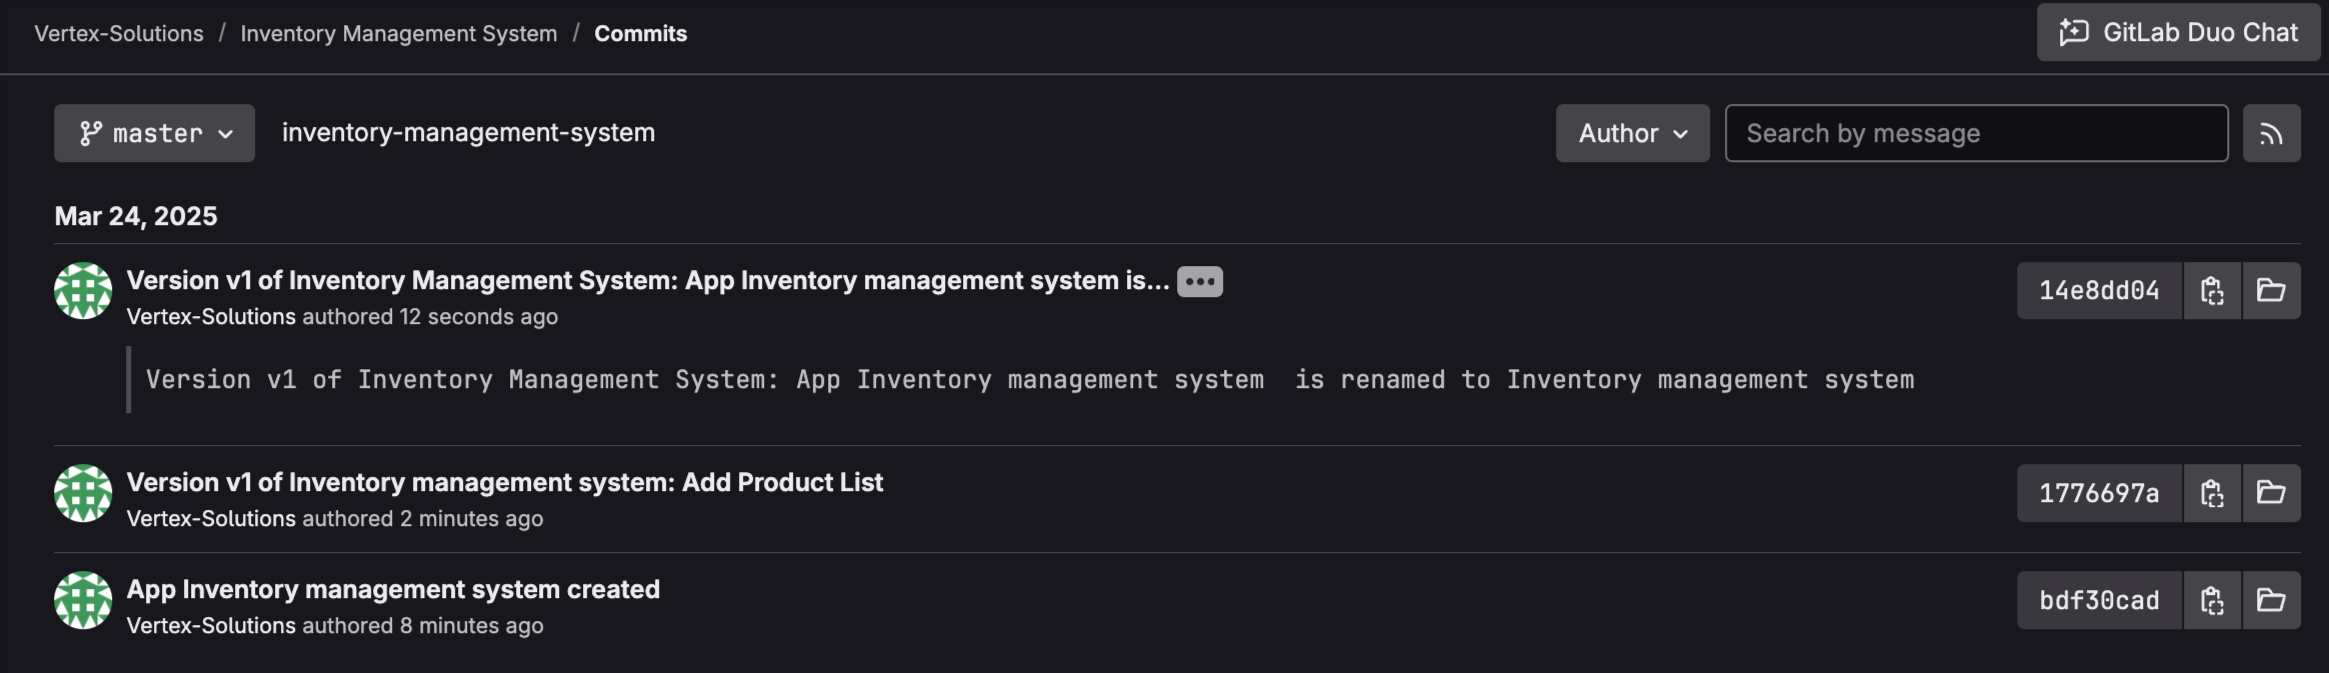 Vertex-Solutions / Inventory Management System / Commits
GitLab Duo Chat
master
inventory-management-system
Author
Search by message
Mar 24, 2025
Version v1 of Inventory Management System: App Inventory management system is...
14e8dd04
Vertex-Solutions authored 12 seconds ago
Version v1 of Inventory Management System: App Inventory management system  is renamed to Inventory management system
Version v1 of Inventory management system: Add Product List
1776697a
Vertex-Solutions authored 2 minutes ago
App Inventory management system created
bdf30cad
Vertex-Solutions authored 8 minutes ago